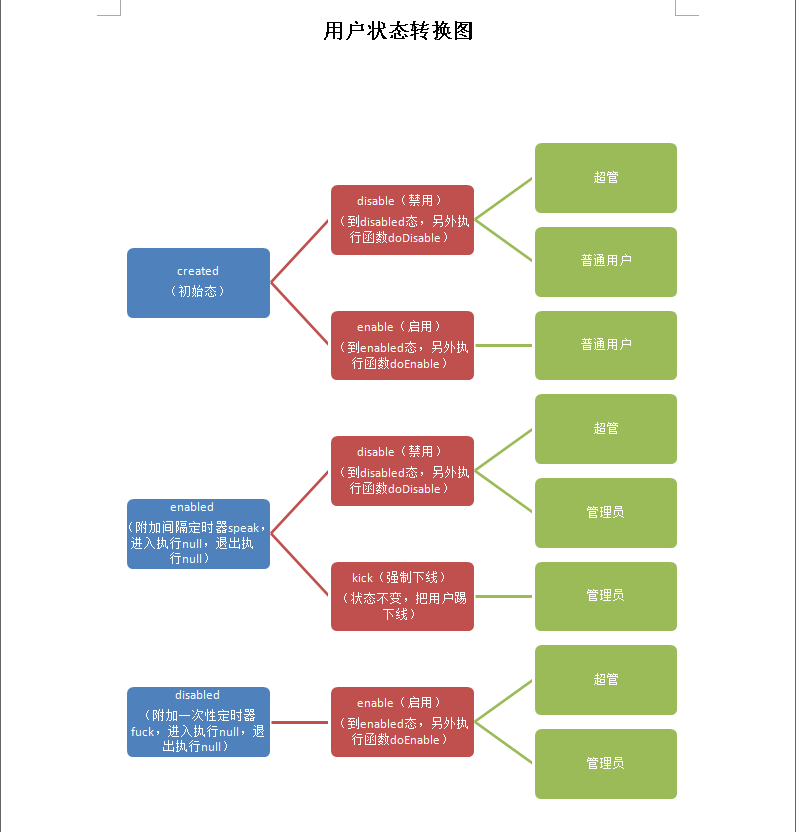 用户状态转换图
created
（初始态）
disable（禁用）
（到disabled态，另外执
行函数doDisable）
超管
普通用户
enable（启用）
（到enabled态，另外执
行函数doEnable）
普通用户
enabled
（附加间隔定时器speak，
进入执行null，退出执
行null）
disable（禁用）
（到disabled态，另外执
行函数doDisable）
超管
管理员
kick（强制下线）
（状态不变，把用户踢
下线）
管理员
disabled
（附加一次性定时器
fuck，进入执行null，退
出执行null）
enable（启用）
（到enabled态，另外执
行函数doEnable）
超管
管理员